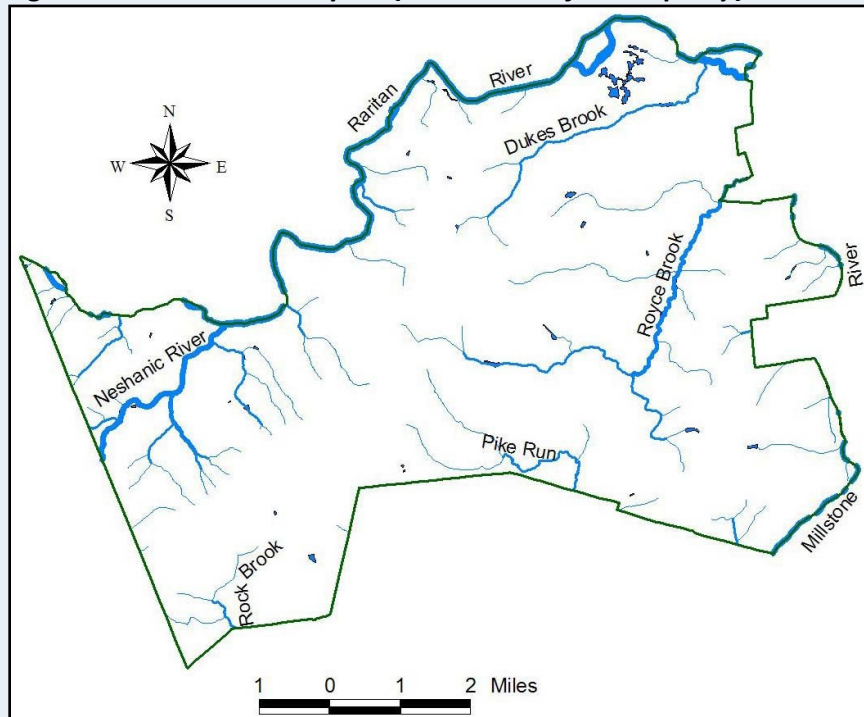 River
Raritan
Dukes Brook
N
W E
S
Royce Brook
River
Neshanic River
Pike Run
Millstone
Rock Brook
1 0 1 2 Miles